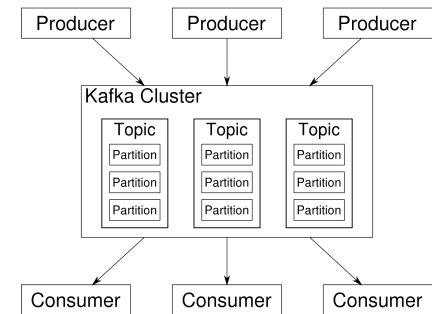 Producer Producer Producer
Kafka Cluster
Topic Topic Topic
Partition Partition Partition
Partition Partition Partition
Partition Partition Partition
Consumer Consumer Consumer